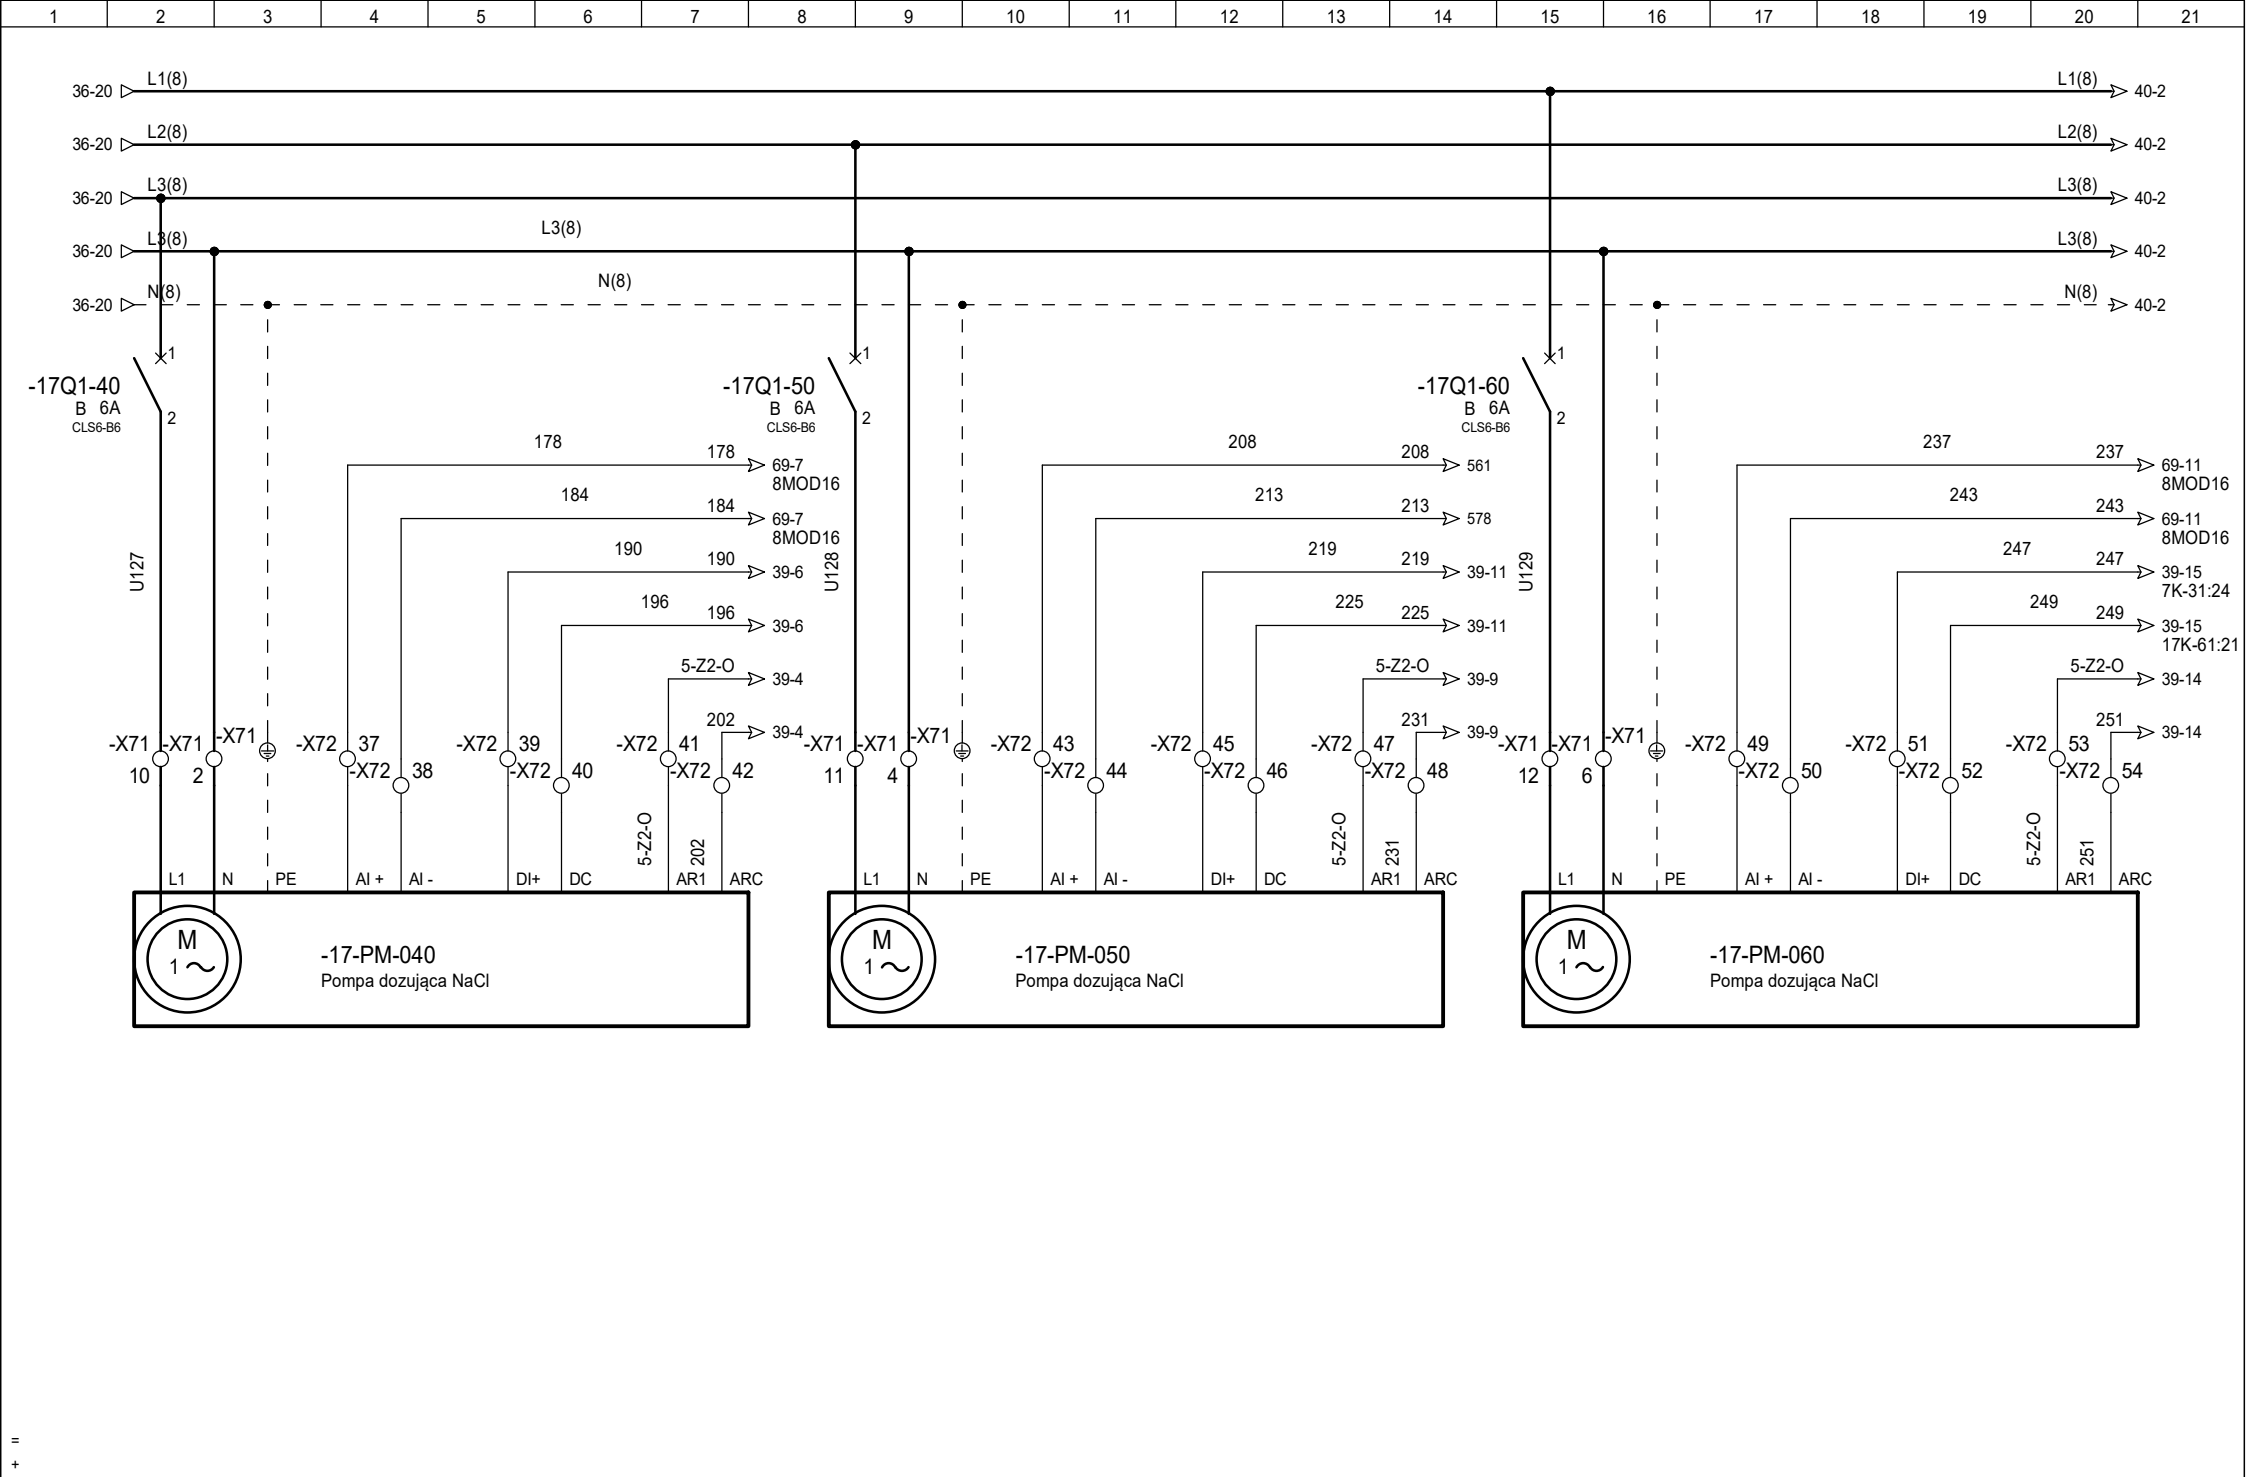 1 2 3 4 5 6 7 8 9 10 11 12 13 14 15 16 17 18 19 20 21
36-20 L1(8) L1(8) 40-2
36-20 L2(8) L2(8) 40-2
36-20 L3(8) L3(8) 40-2
L3(8)
36-20 L3(8) L3(8) 40-2
N(8)
36-20 N(8) N(8) 40-2
1 1 1
-17Q1-40 -17Q1-50 -17Q1-60
B 6A B 6A B 6A
2 2 2
CLS6-B6 CLS6-B6 CLS6-B6
178 208 237
178 69-7 208 561 237 69-11
8MOD16 8MOD16
184 213 243
184 69-7 213 578 243 69-11
8MOD16 8MOD16
U127 U128 U129
190 219 247
190 39-6 219 39-11 247 39-15
7K-31:24
196 225 249
196 39-6 225 39-11 249 39-15
17K-61:21
5-Z2-O 39-4 5-Z2-O 39-9 5-Z2-O 39-14
202 39-4 231 39-9 251 39-14
-X71 -X71 -X71 -X72 37 -X72 39 -X72 41 -X71 -X71 -X71 -X72 43 -X72 45 -X72 47 -X71 -X71 -X71 -X72 49 -X72 51 -X72 53
10 2 -X72 38 -X72 40 -X72 42 11 4 -X72 44 -X72 46 -X72 48 12 6 -X72 50 -X72 52 -X72 54
5-Z2-O 202 5-Z2-O 231 5-Z2-O 251
L1 N PE AI + AI - DI+ DC AR1 ARC L1 N PE AI + AI - DI+ DC AR1 ARC L1 N PE AI + AI - DI+ DC AR1 ARC
M M M
1 1 1
-17-PM-040 -17-PM-050 -17-PM-060
Pompa dozująca NaCl Pompa dozująca NaCl Pompa dozująca NaCl
=
+